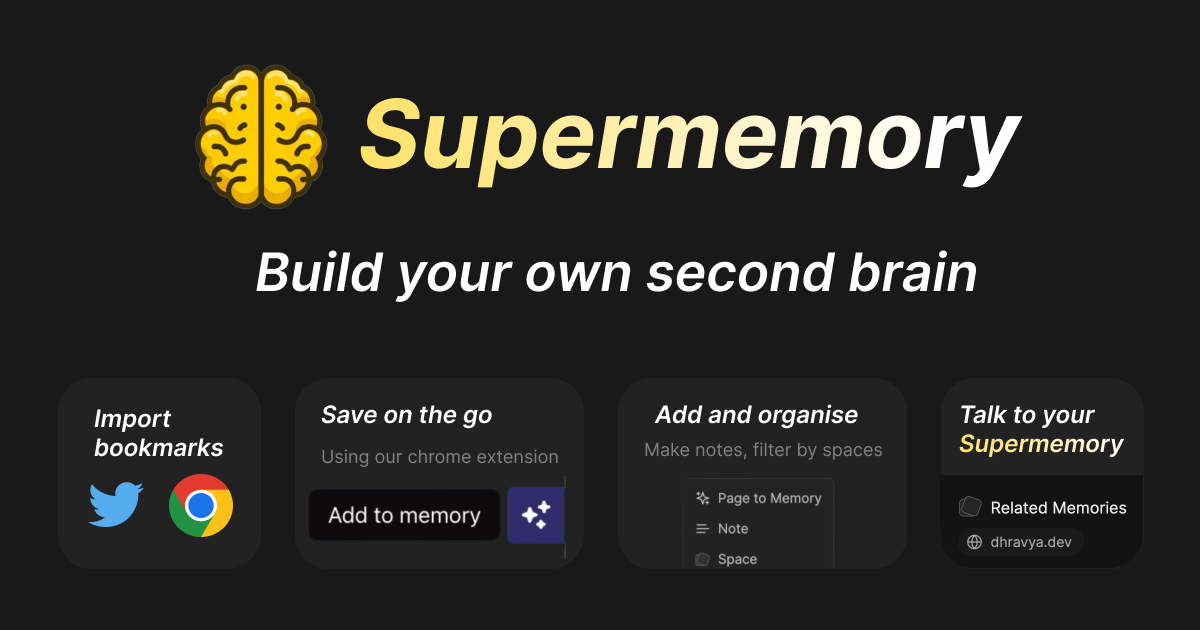 Supermemory
Build your own second brain
Import
bookmarks
Save on the go
Using our chrome extension
Add to memory
Add and organise
Make notes, filter by spaces
Page to Memory
Note
Space
Talk to your
Supermemory
Related Memories
dhravya.dev